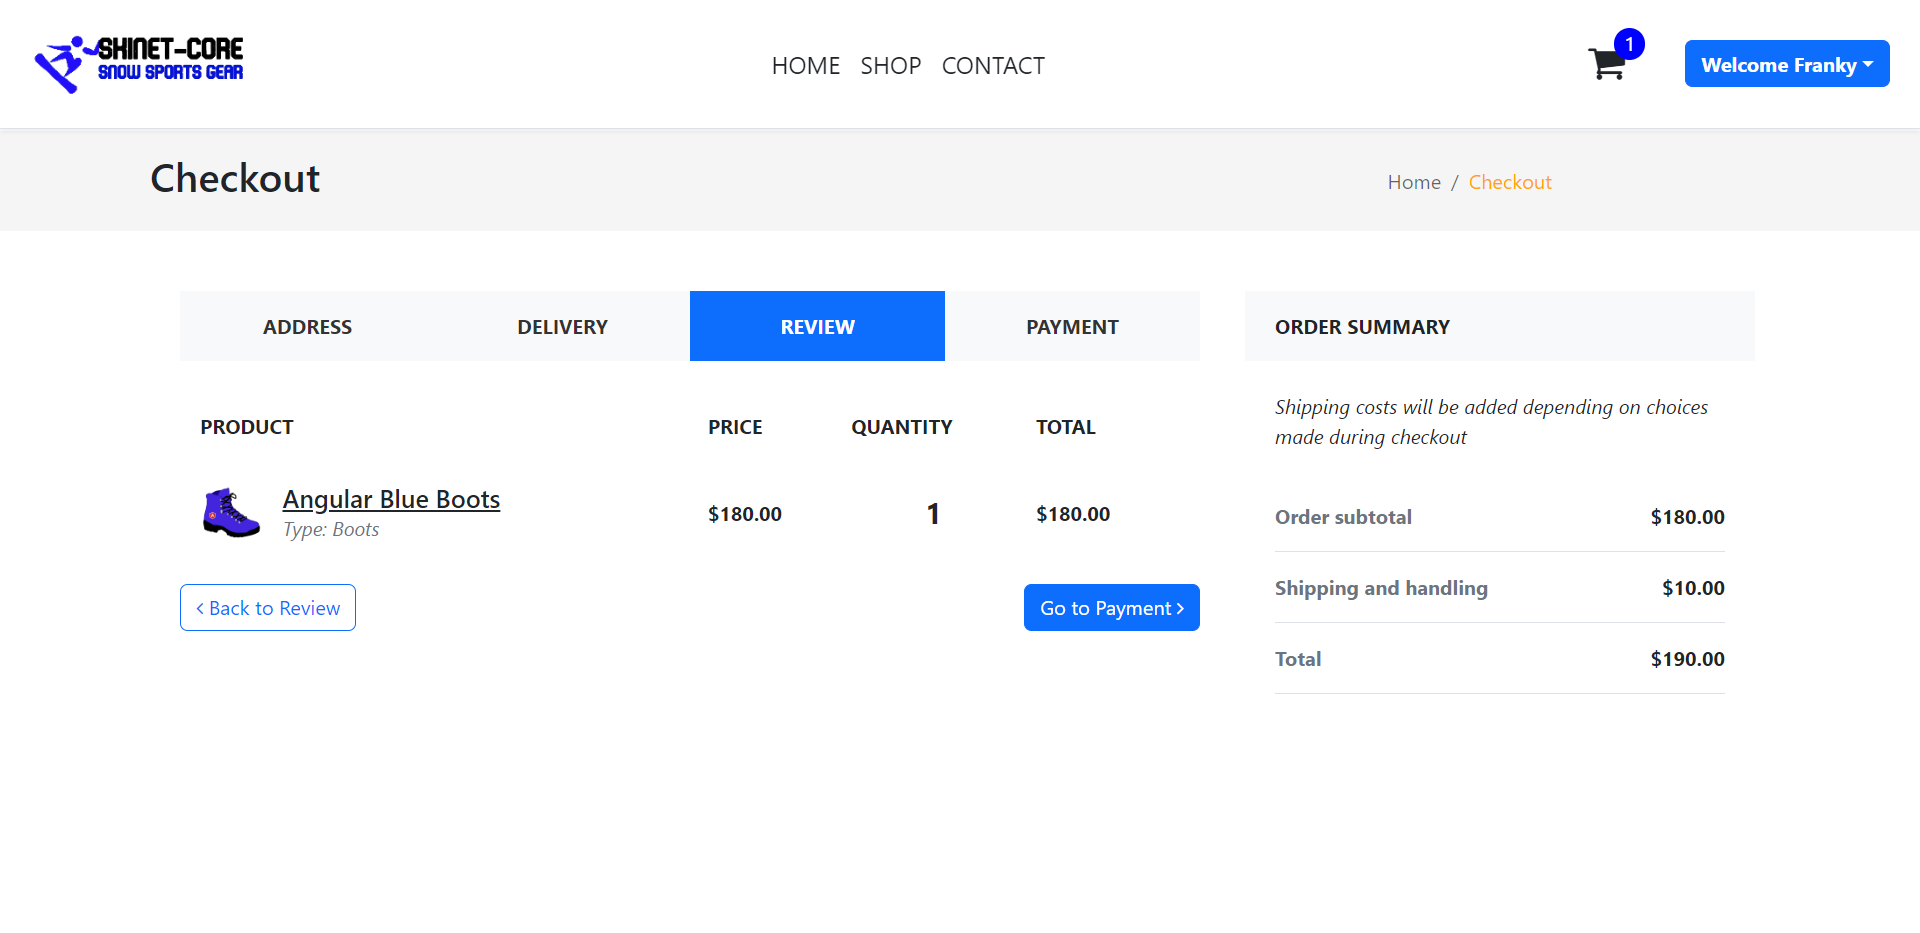 SKINET-CORE
SNOW SPORTS GEAR
HOME SHOP CONTACT
1
Welcome Franky
Checkout
Home / Checkout
ADDRESS DELIVERY REVIEW PAYMENT
PRODUCT PRICE QUANTITY TOTAL
Angular Blue Boots
Type: Boots
$180.00 1 $180.00
Back to Review
Go to Payment
ORDER SUMMARY
Shipping costs will be added depending on choices
made during checkout
Order subtotal $180.00
Shipping and handling $10.00
Total $190.00